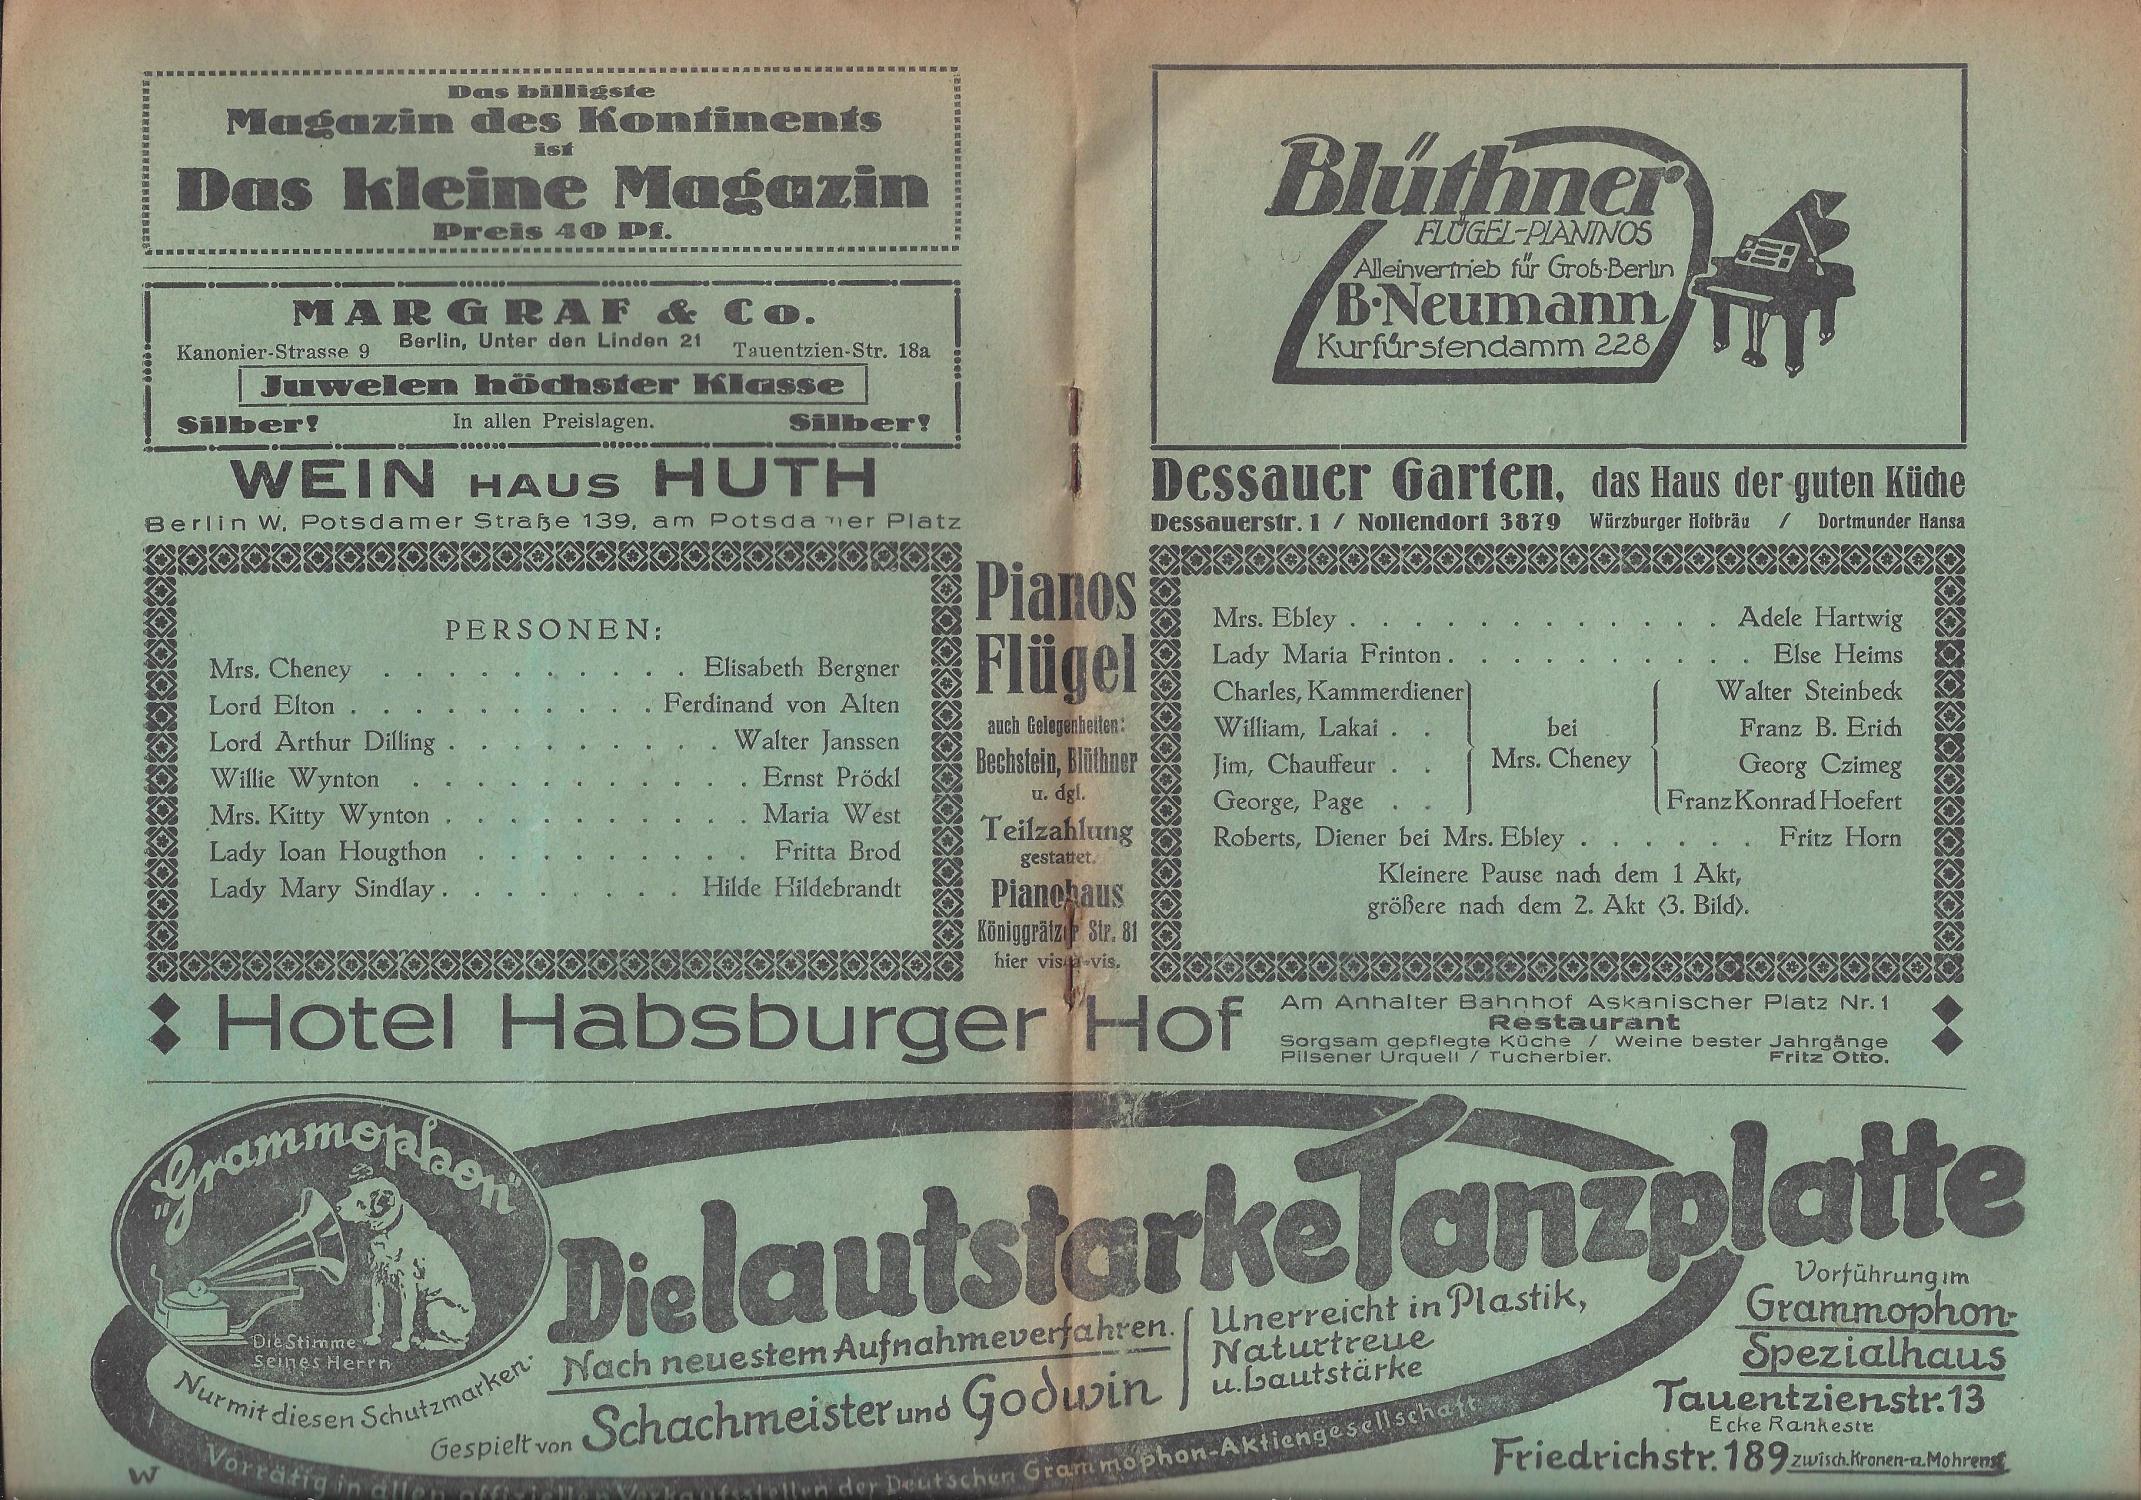 Das billigste
Magazin des Kontinents
ist
Das kleine Magazin
Preis 40 Pf.
MARGRAF & Co.
Kanonier-Strasse 9 Berlin, Unter den Linden 21 Tauentzien-Str. 18a
Juwelen höchster Klasse
Silber! In allen Preislagen. Silber!
WEIN HAUS HUTH
Berlin W, Potsdamer Straße 139, am Potsdamer Platz
PERSONEN:
Mrs. Cheney . . . . . . . . . . Elisabeth Bergner
Lord Elton . . . . . . . . . . Ferdinand von Alten
Lord Arthur Dilling . . . . . . . . Walter Janssen
Willie Wynton . . . . . . . . . . Ernst Pröckl
Mrs. Kitty Wynton . . . . . . . . . Maria West
Lady Ioan Hougthon . . . . . . . . Fritta Brod
Lady Mary Sindlay . . . . . . . Hilde Hildebrandt
Pianos
Flügel
auch Gelegenheiten:
Bechstein, Blüthner
u. dgl.
Teilzahlung
gestattet.
Pianohaus
Königgrätzer Str. 81
hier vis-a-vis.
Blüthner
FLÜGEL-PIANINOS
Alleinvertrieb für Groß-Berlin
B·Neumann
Kurfürstendamm 228
Dessauer Garten, das Haus der guten Küche
Dessauerstr. 1 / Nollendorf 3879 Würzburger Hofbräu / Dortmunder Hansa
Mrs. Ebley . . . . . . . . . . . . Adele Hartwig
Lady Maria Frinton . . . . . . . . . . Else Heims
Charles, Kammerdiener Walter Steinbeck
William, Lakai . . bei Franz B. Erich
Jim, Chauffeur . . Mrs. Cheney Georg Czimeg
George, Page . . Franz Konrad Hoefert
Roberts, Diener bei Mrs. Ebley . . . . . . Fritz Horn
Kleinere Pause nach dem 1 Akt,
größere nach dem 2. Akt (3. Bild).
Hotel Habsburger Hof
Am Anhalter Bahnhof Askanischer Platz Nr. 1
Restaurant
Sorgsam gepflegte Küche / Weine bester Jahrgänge
Pilsener Urquell / Tucherbier. Fritz Otto.
"Grammophon"
Die Stimme
seines Herrn
Nur mit diesen Schutzmarken.
Die lautstarke Tanzplatte
Nach neuestem Aufnahmeverfahren.
Gespielt von Schachmeister und Godwin
Unerreicht in Plastik,
Naturtreue
u. Lautstärke
Vorführung im
Grammophon-
Spezialhaus
Tauentzienstr. 13
Ecke Rankestr.
Friedrichstr. 189 zwisch. Kronen- u. Mohrenst.
Vorrätig in allen offiziellen Verkaufsstellen der Deutschen Grammophon-Aktiengesellschaft
W